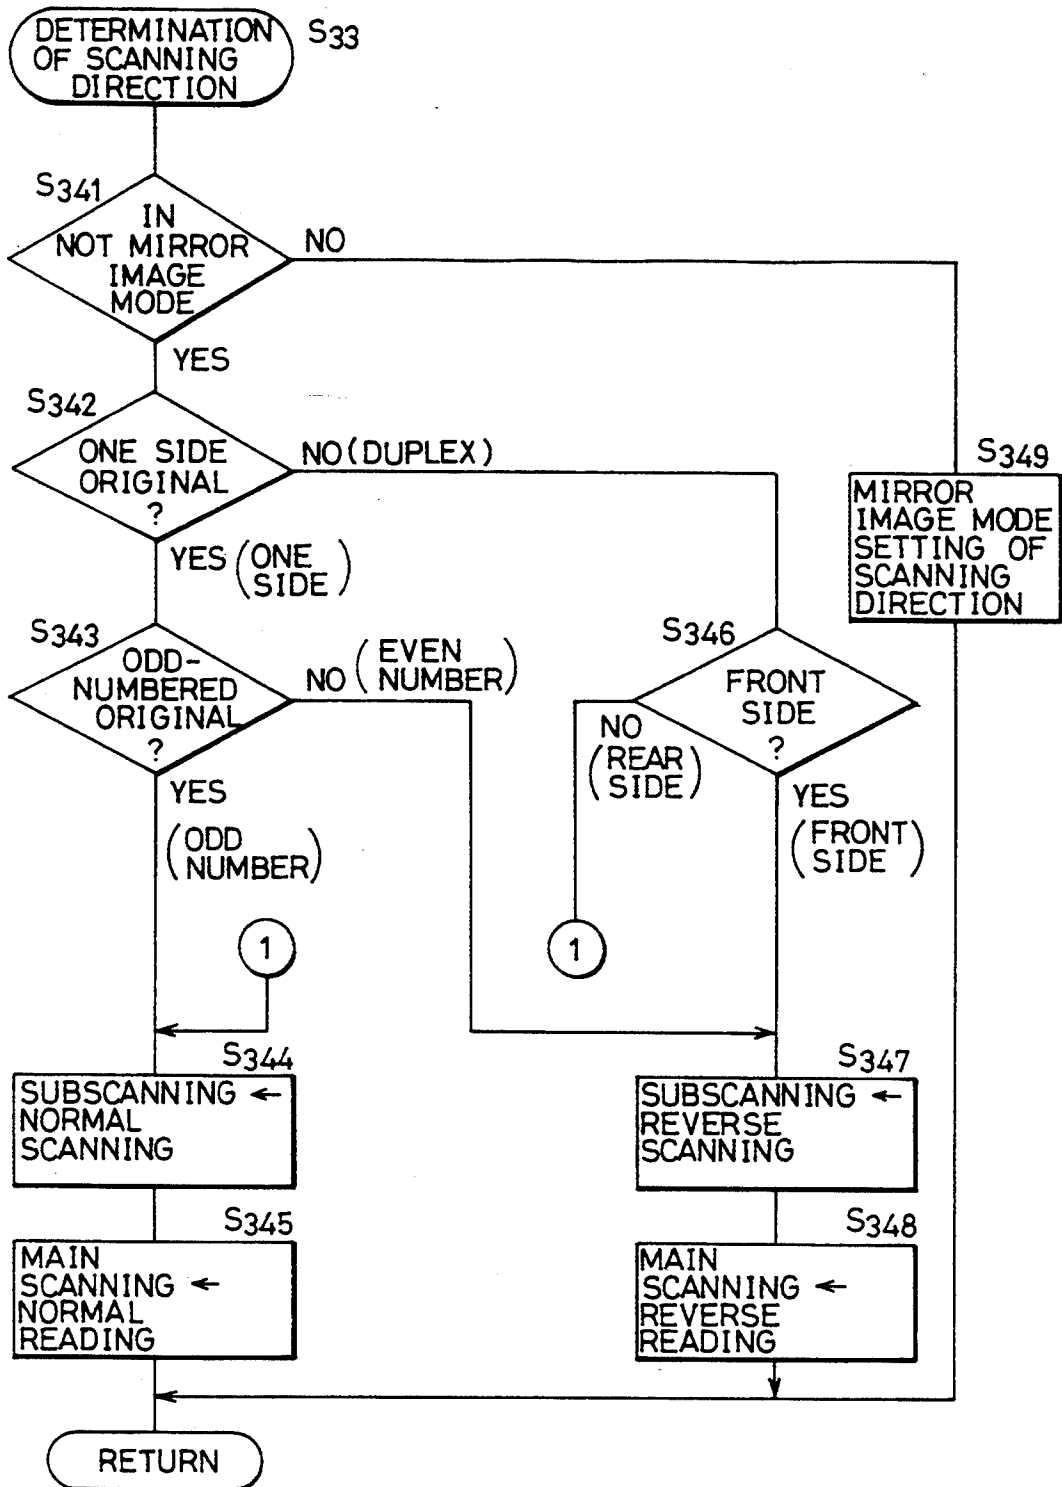 DETERMINATION
OF SCANNING
DIRECTION
S33
S341
IN
NOT MIRROR
IMAGE
MODE
NO
YES
S342
ONE SIDE
ORIGINAL
?
NO (DUPLEX)
YES (ONE
SIDE)
S349
MIRROR
IMAGE MODE
SETTING OF
SCANNING
DIRECTION
S343
ODD-
NUMBERED
ORIGINAL
?
NO (EVEN
NUMBER)
YES
(ODD
NUMBER)
S346
FRONT
SIDE
?
NO
(REAR
SIDE)
YES
(FRONT
SIDE)
1
1
S344
SUBSCANNING ←
NORMAL
SCANNING
S347
SUBSCANNING ←
REVERSE
SCANNING
S345
MAIN
SCANNING ←
NORMAL
READING
S348
MAIN
SCANNING ←
REVERSE
READING
RETURN